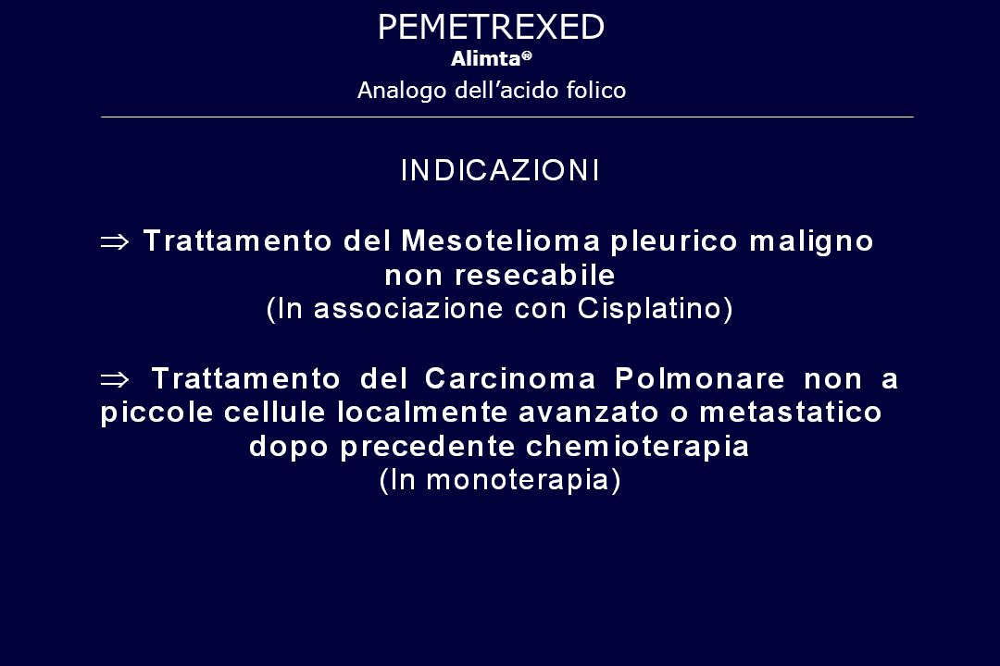 PEMETREXED
Alimta®
Analogo dell’acido folico
INDICAZIONI
⇒ Trattamento del Mesotelioma pleurico maligno
non resecabile
(In associazione con Cisplatino)
⇒ Trattamento del Carcinoma Polmonare non a
piccole cellule localmente avanzato o metastatico
dopo precedente chemioterapia
(In monoterapia)